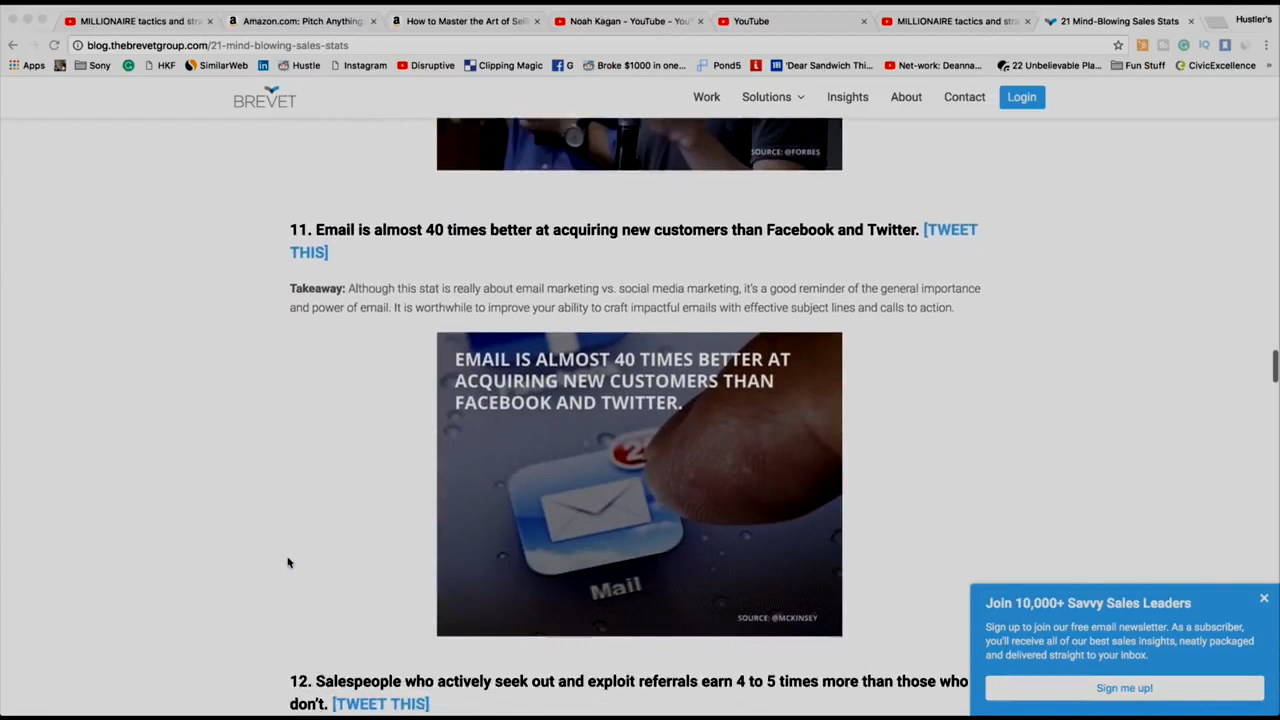 MILLIONAIRE tactics and stra
Amazon.com: Pitch Anything:
How to Master the Art of Sell
Noah Kagan - YouTube - You
YouTube
MILLIONAIRE tactics and stra
21 Mind-Blowing Sales Stats
Hustler's
blog.thebrevetgroup.com/21-mind-blowing-sales-stats
Apps
Sony
HKF
SimilarWeb
Hustle
Instagram
Disruptive
Clipping Magic
G
Broke $1000 in one...
Pond5
'Dear Sandwich Thi...
Net-work: Deanna...
22 Unbelievable Pla...
Fun Stuff
CivicExcellence
»
BREVET
Work
Solutions
Insights
About
Contact
Login
SOURCE: @FORBES
11. Email is almost 40 times better at acquiring new customers than Facebook and Twitter. [TWEET
THIS]
Takeaway: Although this stat is really about email marketing vs. social media marketing, it's a good reminder of the general importance
and power of email. It is worthwhile to improve your ability to craft impactful emails with effective subject lines and calls to action.
EMAIL IS ALMOST 40 TIMES BETTER AT
ACQUIRING NEW CUSTOMERS THAN
FACEBOOK AND TWITTER.
2
Mail
SOURCE: @MCKINSEY
12. Salespeople who actively seek out and exploit referrals earn 4 to 5 times more than those who
don't. [TWEET THIS]
Join 10,000+ Savvy Sales Leaders
Sign up to join our free email newsletter. As a subscriber,
you'll receive all of our best sales insights, neatly packaged
and delivered straight to your inbox.
Sign me up!